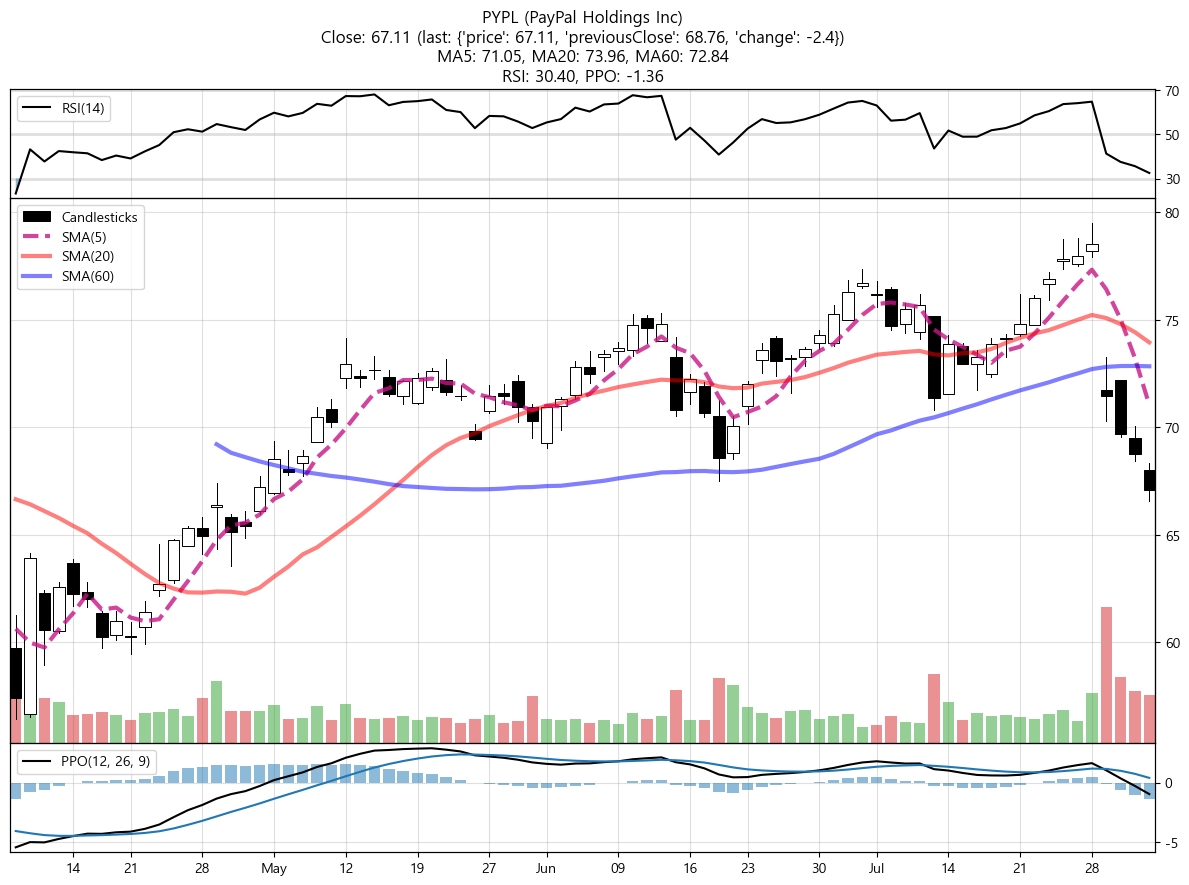 PYPL (PayPal Holdings Inc)
Close: 67.11 (last: {'price': 67.11, 'previousClose': 68.76, 'change': -2.4})
MA5: 71.05, MA20: 73.96, MA60: 72.84
RSI: 30.40, PPO: -1.36
RSI(14)
70
50
30
Candlesticks
SMA(5)
SMA(20)
SMA(60)
80
75
70
65
60
PPO(12, 26, 9)
0
-5
14 21 28 May 12 19 27 Jun 09 16 23 30 Jul 07 14 21 28